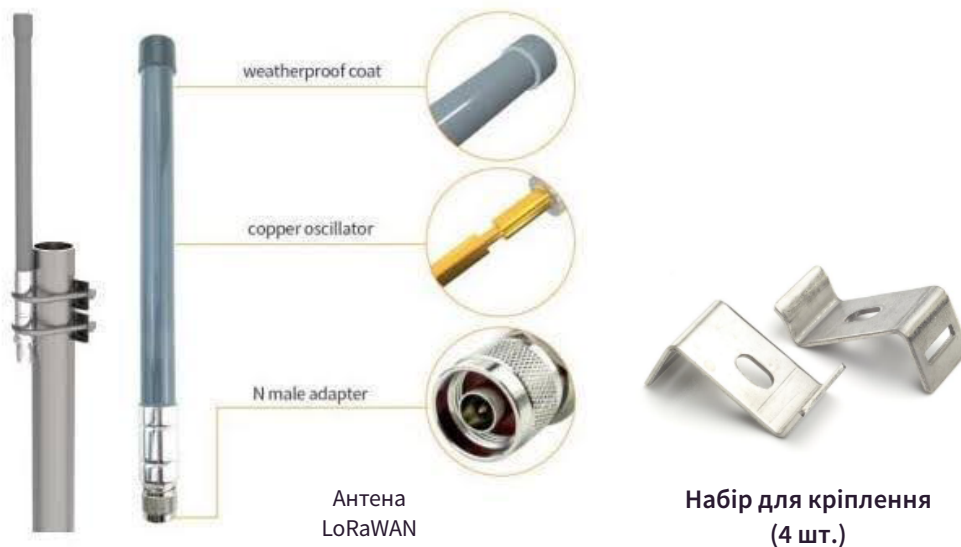 weatherproof coat
copper oscillator
N male adapter
Антена
LoRaWAN
Набір для кріплення
(4 шт.)